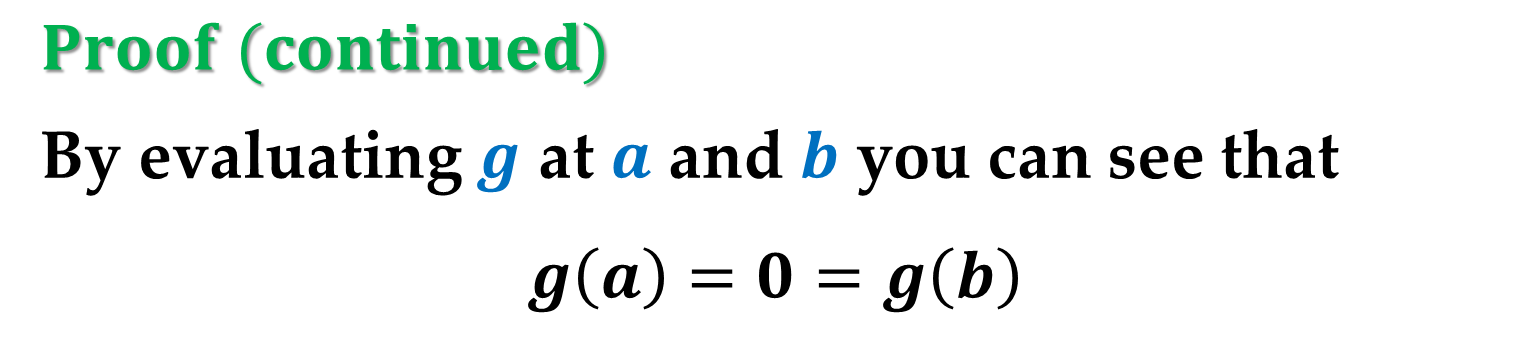 Proof (continued)
By evaluating g at a and b you can see that
g(a) = 0 = g(b)